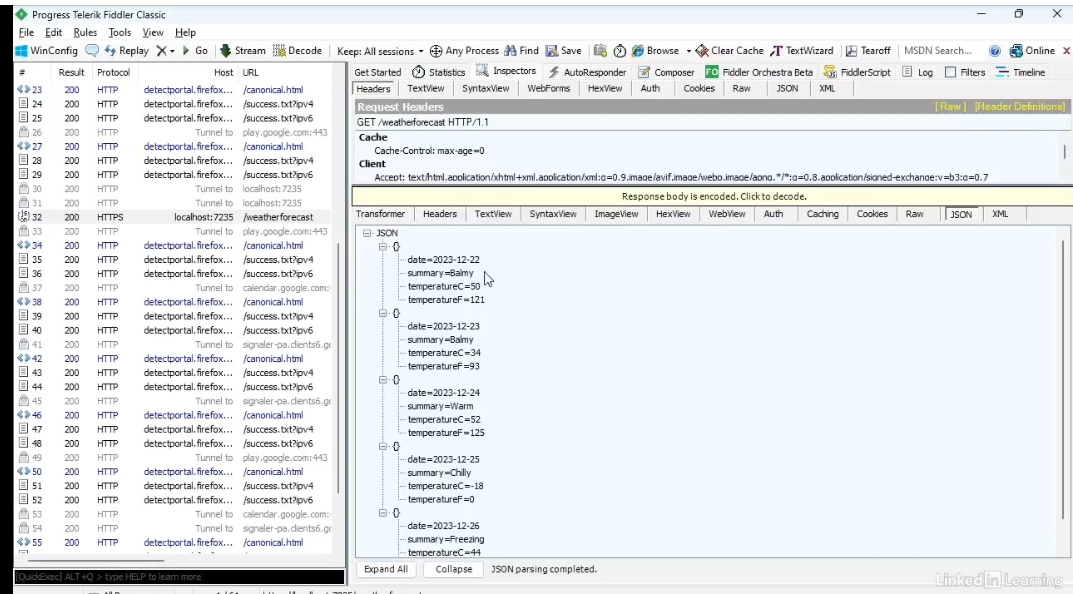 Progress Telerik Fiddler Classic
File Edit Rules Tools View Help
WinConfig Replay X Go Stream Decode Keep: All sessions Any Process Find Save Browse Clear Cache TextWizard Tearoff MSDN Search... Online X
# Result Protocol Host URL
23 200 HTTP detectportal.firefox... /canonical.html
24 200 HTTP detectportal.firefox... /success.txt?ipv4
25 200 HTTP detectportal.firefox... /success.txt?ipv6
26 200 HTTP Tunnel to play.google.com:443
27 200 HTTP detectportal.firefox... /canonical.html
28 200 HTTP detectportal.firefox... /success.txt?ipv4
29 200 HTTP detectportal.firefox... /success.txt?ipv6
30 200 HTTP Tunnel to localhost:7235
31 200 HTTP Tunnel to localhost:7235
32 200 HTTPS localhost:7235 /weatherforecast
33 200 HTTP Tunnel to play.google.com:443
34 200 HTTP detectportal.firefox... /canonical.html
35 200 HTTP detectportal.firefox... /success.txt?ipv4
36 200 HTTP detectportal.firefox... /success.txt?ipv6
37 200 HTTP Tunnel to calendar.google.com:
38 200 HTTP detectportal.firefox... /canonical.html
39 200 HTTP detectportal.firefox... /success.txt?ipv4
40 200 HTTP detectportal.firefox... /success.txt?ipv6
41 200 HTTP Tunnel to signaler-pa.clients6.go
42 200 HTTP detectportal.firefox... /canonical.html
43 200 HTTP detectportal.firefox... /success.txt?ipv4
44 200 HTTP detectportal.firefox... /success.txt?ipv6
45 200 HTTP Tunnel to signaler-pa.clients6.go
46 200 HTTP detectportal.firefox... /canonical.html
47 200 HTTP detectportal.firefox... /success.txt?ipv4
48 200 HTTP detectportal.firefox... /success.txt?ipv6
49 200 HTTP Tunnel to play.google.com:443
50 200 HTTP detectportal.firefox... /canonical.html
51 200 HTTP detectportal.firefox... /success.txt?ipv4
52 200 HTTP detectportal.firefox... /success.txt?ipv6
53 200 HTTP Tunnel to calendar.google.com:
54 200 HTTP Tunnel to signaler-pa.clients6.go
55 200 HTTP detectportal.firefox... /canonical.html
[QuickExec] ALT+Q > type HELP to learn more
Get Started Statistics Inspectors AutoResponder Composer FO Fiddler Orchestra Beta FiddlerScript Log Filters Timeline
Headers TextView SyntaxView WebForms HexView Auth Cookies Raw JSON XML
Request Headers [ Raw ] [Header Definitions]
GET /weatherforecast HTTP/1.1
Cache
Cache-Control: max-age=0
Client
Accept: text/html,application/xhtml+xml,application/xml;q=0.9,image/avif,image/webp,image/apng,*/*;q=0.8,application/signed-exchange;v=b3;q=0.7
Response body is encoded. Click to decode.
Transformer Headers TextView SyntaxView ImageView HexView WebView Auth Caching Cookies Raw JSON XML
JSON
{}
date=2023-12-22
summary=Balmy
temperatureC=50
temperatureF=121
{}
date=2023-12-23
summary=Balmy
temperatureC=34
temperatureF=93
{}
date=2023-12-24
summary=Warm
temperatureC=52
temperatureF=125
{}
date=2023-12-25
summary=Chilly
temperatureC=-18
temperatureF=0
{}
date=2023-12-26
summary=Freezing
temperatureC=44
Expand All Collapse JSON parsing completed.
LinkedIn Learning